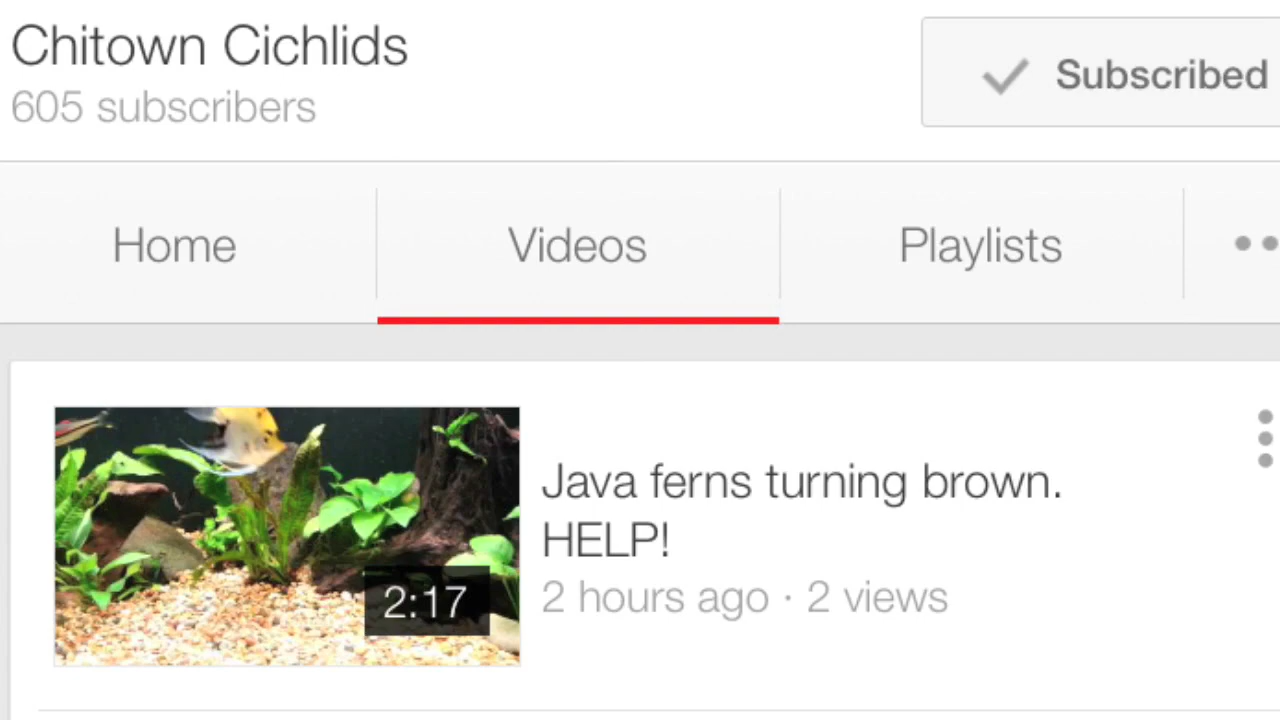 Chitown Cichlids
605 subscribers
Subscribed
Home
Videos
Playlists
2:17
Java ferns turning brown.
HELP!
2 hours ago · 2 views